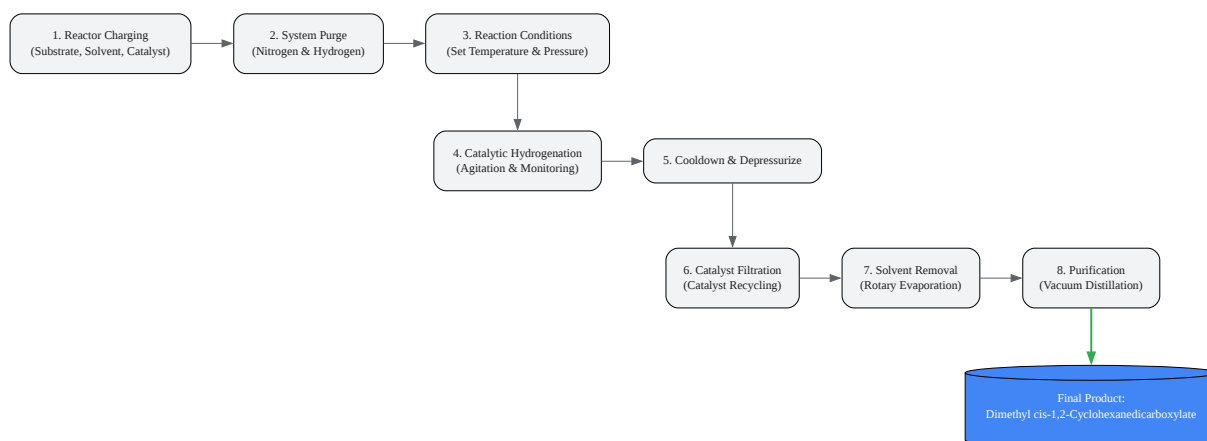 1. Reactor Charging
(Substrate, Solvent, Catalyst)
2. System Purge
(Nitrogen & Hydrogen)
3. Reaction Conditions
(Set Temperature & Pressure)
4. Catalytic Hydrogenation
(Agitation & Monitoring)
5. Cooldown & Depressurize
6. Catalyst Filtration
(Catalyst Recycling)
7. Solvent Removal
(Rotary Evaporation)
8. Purification
(Vacuum Distillation)
Final Product:
Dimethyl cis-1,2-Cyclohexanedicarboxylate